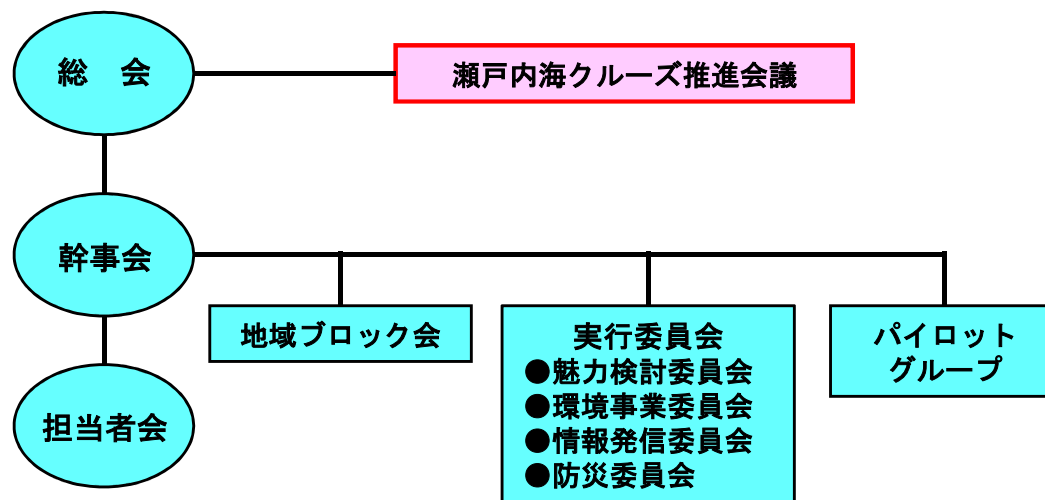 総　会
瀬戸内海クルーズ推進会議
幹事会
地域ブロック会
実行委員会
●魅力検討委員会
●環境事業委員会
●情報発信委員会
●防災委員会
パイロット
グループ
担当者会